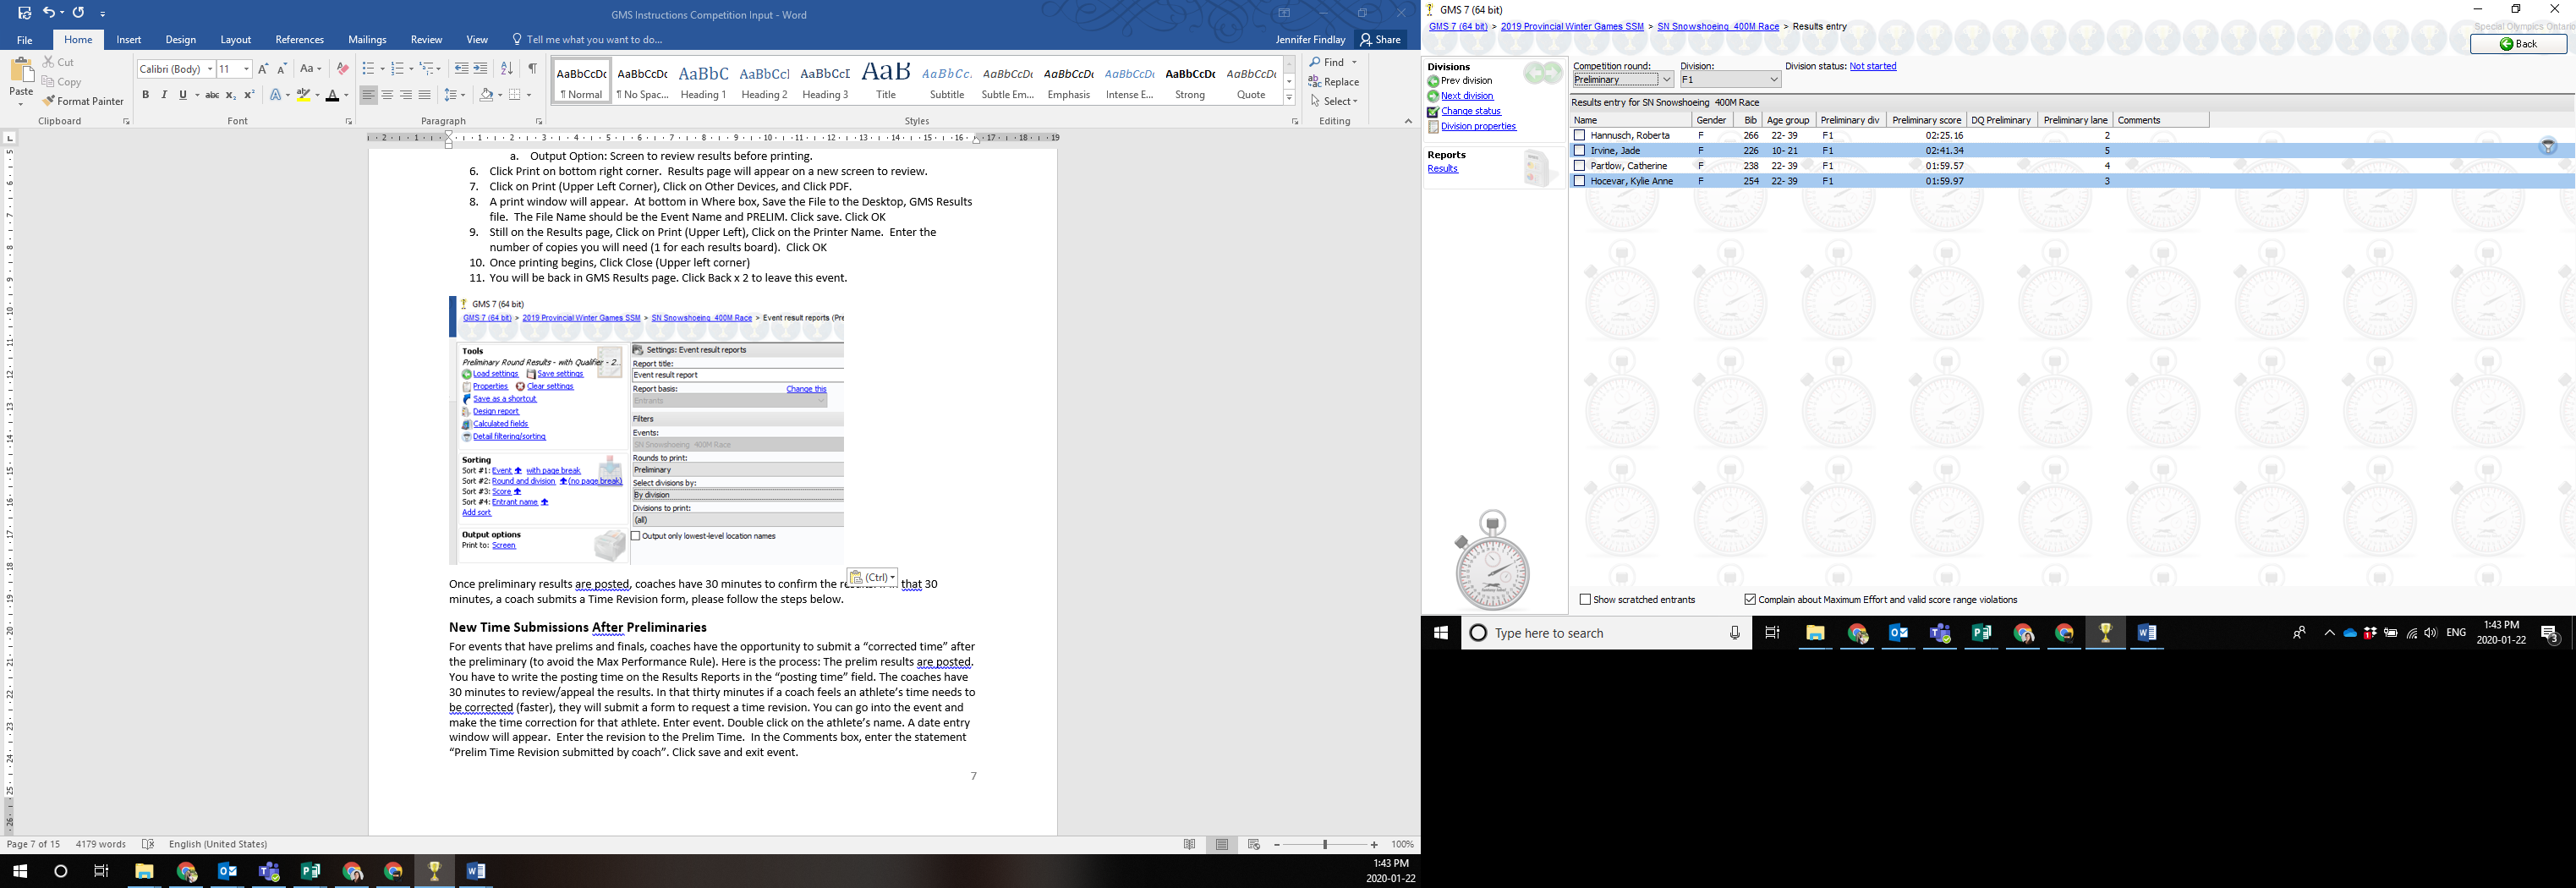 GMS Instructions Competition Input - Word
File Home Insert Design Layout References Mailings Review View Tell me what you want to do... Jennifer Findlay Share
Paste
Cut
Copy
Format Painter
Clipboard
Calibri (Body) 11
Font
Paragraph
AaBbCcDc AaBbCcDc AaBbC AaBbCcI AaBbCcI AaB AaBbCc. AaBbCcDt AaBbCcDt AaBbCcDt AaBbCcDc AaBbCcDt
¶ Normal ¶ No Spac... Heading 1 Heading 2 Heading 3 Title Subtitle Subtle Em... Emphasis Intense E... Strong Quote
Styles
Find
Replace
Select
Editing
a. Output Option: Screen to review results before printing.
6. Click Print on bottom right corner. Results page will appear on a new screen to review.
7. Click on Print (Upper Left Corner), Click on Other Devices, and Click PDF.
8. A print window will appear. At bottom in Where box, Save the File to the Desktop, GMS Results
file. The File Name should be the Event Name and PRELIM. Click save. Click OK
9. Still on the Results page, Click on Print (Upper Left), Click on the Printer Name. Enter the
number of copies you will need (1 for each results board). Click OK
10. Once printing begins, Click Close (Upper left corner)
11. You will be back in GMS Results page. Click Back x 2 to leave this event.
GMS 7 (64 bit)
GMS 7 (64 bit) > 2019 Provincial Winter Games SSM > SN Snowshoeing 400M Race > Event result reports (Pre
Tools
Preliminary Round Results - with Qualifier - 2...
Load settings Save settings
Properties Clear settings
Save as a shortcut
Design report
Calculated fields
Detail filtering/sorting
Sorting
Sort #1: Event with page break
Sort #2: Round and division (no page break)
Sort #3: Score
Sort #4: Entrant name
Add sort
Output options
Print to: Screen
Settings: Event result reports
Report title:
Event result report
Report basis: Change this
Entrants
Filters
Events:
SN Snowshoeing 400M Race
Rounds to print:
Preliminary
Select divisions by:
By division
Divisions to print:
(all)
Output only lowest-level location names
(Ctrl)
Once preliminary results are posted, coaches have 30 minutes to confirm the that 30
minutes, a coach submits a Time Revision form, please follow the steps below.
New Time Submissions After Preliminaries
For events that have prelims and finals, coaches have the opportunity to submit a “corrected time” after
the preliminary (to avoid the Max Performance Rule). Here is the process: The prelim results are posted.
You have to write the posting time on the Results Reports in the “posting time” field. The coaches have
30 minutes to review/appeal the results. In that thirty minutes if a coach feels an athlete’s time needs to
be corrected (faster), they will submit a form to request a time revision. You can go into the event and
make the time correction for that athlete. Enter event. Double click on the athlete’s name. A date entry
window will appear. Enter the revision to the Prelim Time. In the Comments box, enter the statement
“Prelim Time Revision submitted by coach”. Click save and exit event.
7
Page 7 of 15 4179 words English (United States) 100%
1:43 PM
2020-01-22
GMS 7 (64 bit)
GMS 7 (64 bit) > 2019 Provincial Winter Games SSM > SN Snowshoeing 400M Race > Results entry
Special Olympics Ontario
Back
Divisions
Prev division
Next division
Change status
Division properties
Reports
Results
Competition round: Division: Division status: Not started
Preliminary F1
Results entry for SN Snowshoeing 400M Race
Name Gender Bib Age group Preliminary div Preliminary score DQ Preliminary Preliminary lane Comments
Hannusch, Roberta F 266 22- 39 F1 02:25.16 2
Irvine, Jade F 226 10- 21 F1 02:41.34 5
Partlow, Catherine F 238 22- 39 F1 01:59.57 4
Hocevar, Kylie Anne F 254 22- 39 F1 01:59.97 3
Show scratched entrants Complain about Maximum Effort and valid score range violations
Type here to search
ENG
1:43 PM
2020-01-22
3